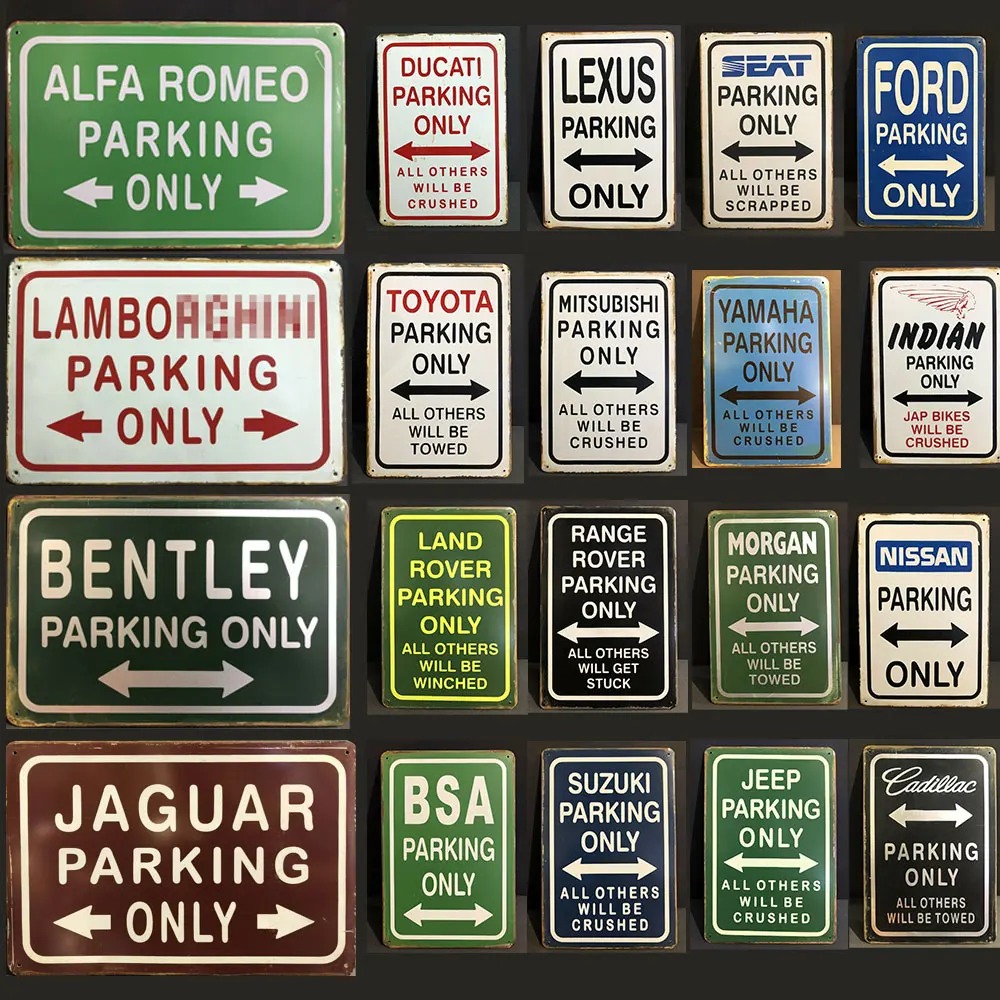 ALFA ROMEO
PARKING
ONLY
DUCATI
PARKING
ONLY
ALL OTHERS
WILL BE
CRUSHED
LEXUS
PARKING
ONLY
SEAT
PARKING
ONLY
ALL OTHERS
WILL BE
SCRAPPED
FORD
PARKING
ONLY
LAMBO
PARKING
ONLY
TOYOTA
PARKING
ONLY
ALL OTHERS
WILL BE
TOWED
MITSUBISHI
PARKING
ONLY
ALL OTHERS
WILL BE
CRUSHED
YAMAHA
PARKING
ONLY
ALL OTHERS
WILL BE
CRUSHED
INDIAN
PARKING
ONLY
JAP BIKES
WILL BE
CRUSHED
BENTLEY
PARKING ONLY
LAND
ROVER
PARKING
ONLY
ALL OTHERS
WILL BE
WINCHED
RANGE
ROVER
PARKING
ONLY
ALL OTHERS
WILL GET
STUCK
MORGAN
PARKING
ONLY
ALL OTHERS
WILL BE
TOWED
NISSAN
PARKING
ONLY
JAGUAR
PARKING
ONLY
BSA
PARKING
ONLY
SUZUKI
PARKING
ONLY
ALL OTHERS
WILL BE
CRUSHED
JEEP
PARKING
ONLY
ALL OTHERS
WILL BE
CRUSHED
Cadillac
PARKING
ONLY
ALL OTHERS
WILL BE TOWED